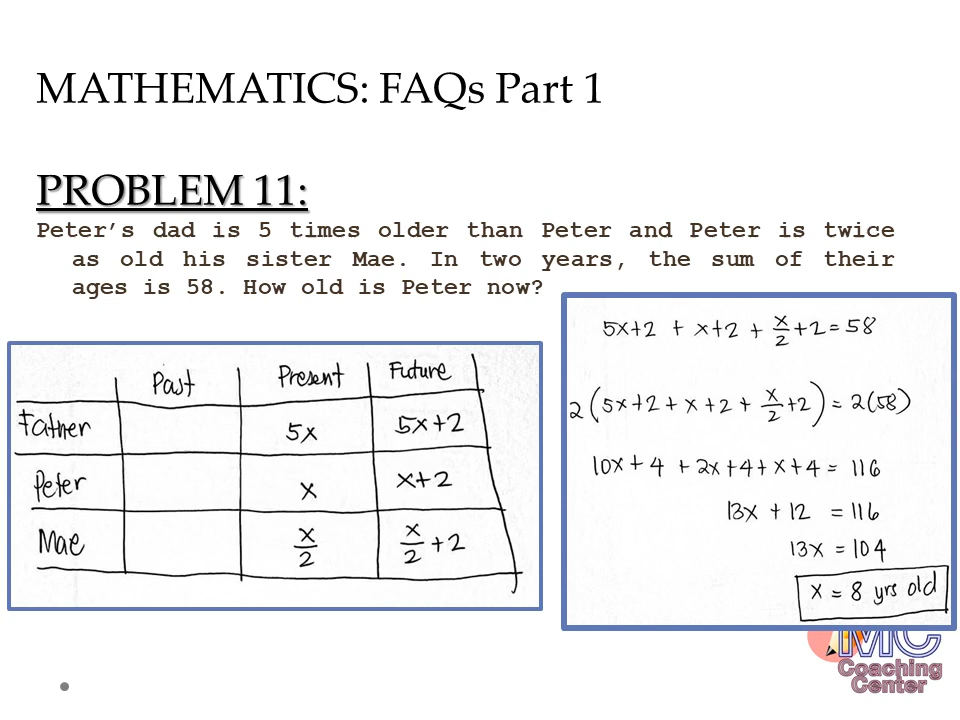 MATHEMATICS: FAQs Part 1
PROBLEM 11:
Peter’s dad is 5 times older than Peter and Peter is twice
as old his sister Mae. In two years, the sum of their
ages is 58. How old is Peter now?
Past Present Future
Father 5x 5x+2
Peter x x+2
Mae x/2 x/2 + 2
5x+2 + x+2 + x/2 +2 = 58
2 (5x+2 + x+2 + x/2 +2) = 2(58)
10x+4 + 2x+4+x+4 = 116
13x + 12 = 116
13x = 104
x = 8 yrs old
MC
Coaching
Center